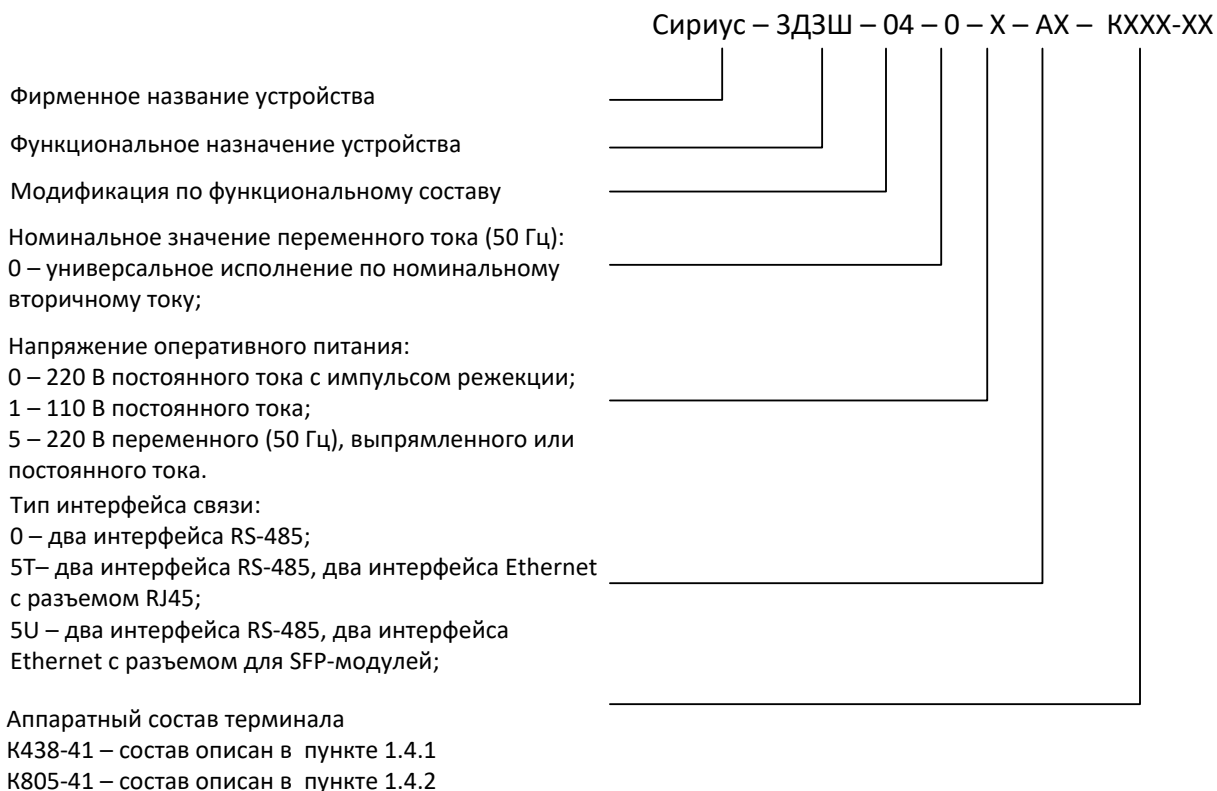 Сириус – 3ДЗШ – 04 – 0 – Х – АХ – КХХХ-ХХ
Фирменное название устройства
Функциональное назначение устройства
Модификация по функциональному составу
Номинальное значение переменного тока (50 Гц):
0 – универсальное исполнение по номинальному
вторичному току;
Напряжение оперативного питания:
0 – 220 В постоянного тока с импульсом режекции;
1 – 110 В постоянного тока;
5 – 220 В переменного (50 Гц), выпрямленного или
постоянного тока.
Тип интерфейса связи:
0 – два интерфейса RS-485;
5T– два интерфейса RS-485, два интерфейса Ethernet
с разъемом RJ45;
5U – два интерфейса RS-485, два интерфейса
Ethernet с разъемом для SFP-модулей;
Аппаратный состав терминала
К438-41 – состав описан в пункте 1.4.1
К805-41 – состав описан в пункте 1.4.2